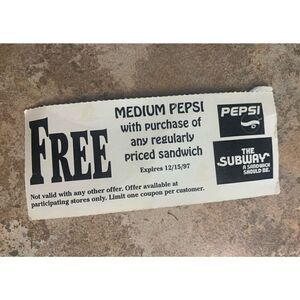 FREE
MEDIUM PEPSI
with purchase of
any regularly
priced sandwich
Expires 12/15/97
Not valid with any other offer. Offer available at
participating stores only. Limit one coupon per customer.
PEPSI
THE
SUBWAY
A SANDWICH
SHOULD BE.